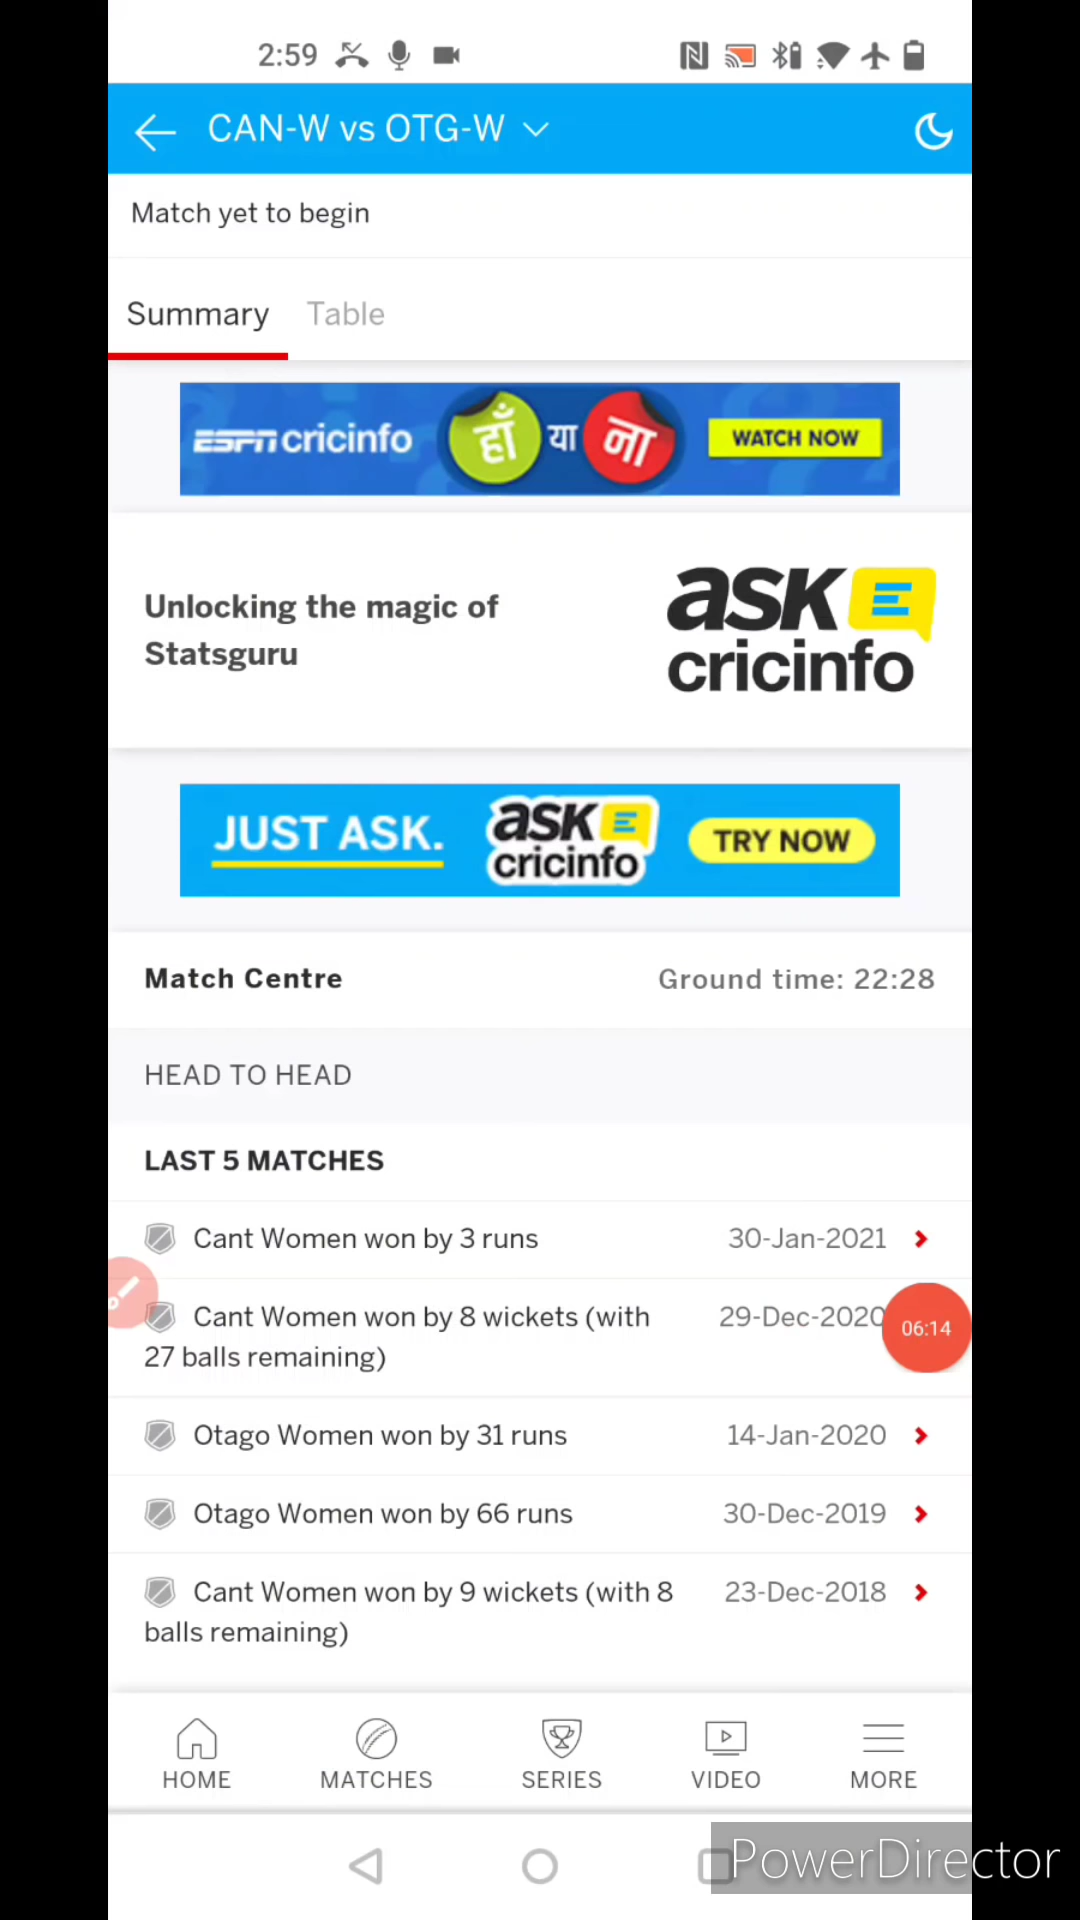 2:59
CAN-W vs OTG-W
Match yet to begin
Summary Table
ESPN cricinfo हाँ या ना WATCH NOW
Unlocking the magic of
Statsguru
ask
cricinfo
JUST ASK. ask cricinfo TRY NOW
Match Centre Ground time: 22:28
HEAD TO HEAD
LAST 5 MATCHES
Cant Women won by 3 runs 30-Jan-2021
Cant Women won by 8 wickets (with 29-Dec-2020
27 balls remaining)
06:14
Otago Women won by 31 runs 14-Jan-2020
Otago Women won by 66 runs 30-Dec-2019
Cant Women won by 9 wickets (with 8 23-Dec-2018
balls remaining)
HOME MATCHES SERIES VIDEO MORE
PowerDirector